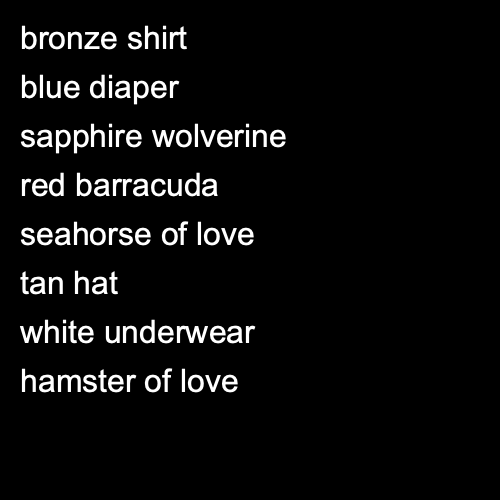 bronze shirt
blue diaper
sapphire wolverine
red barracuda
seahorse of love
tan hat
white underwear
hamster of love